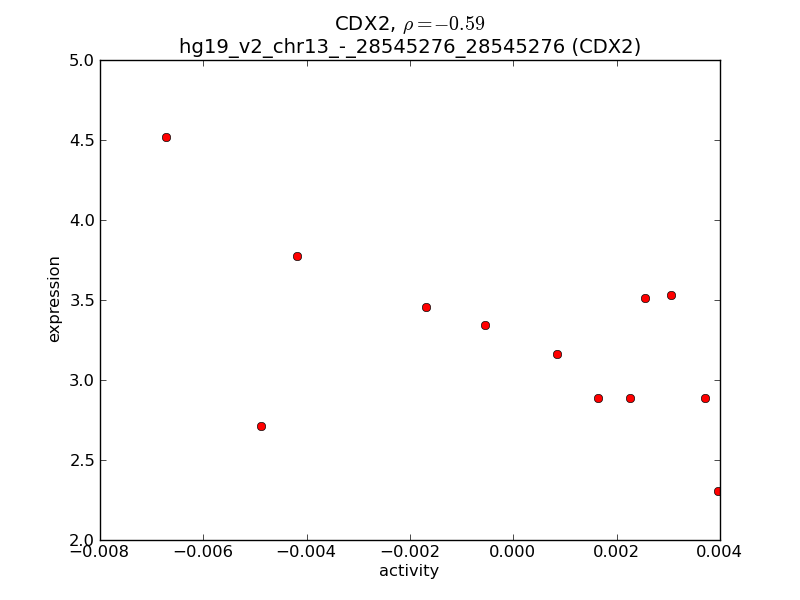 CDX2, ρ=−0.59
hg19_v2_chr13_-_28545276_28545276 (CDX2)
5.0
4.5
4.0
3.5
3.0
2.5
2.0
expression
−0.008 −0.006 −0.004 −0.002 0.000 0.002 0.004
activity